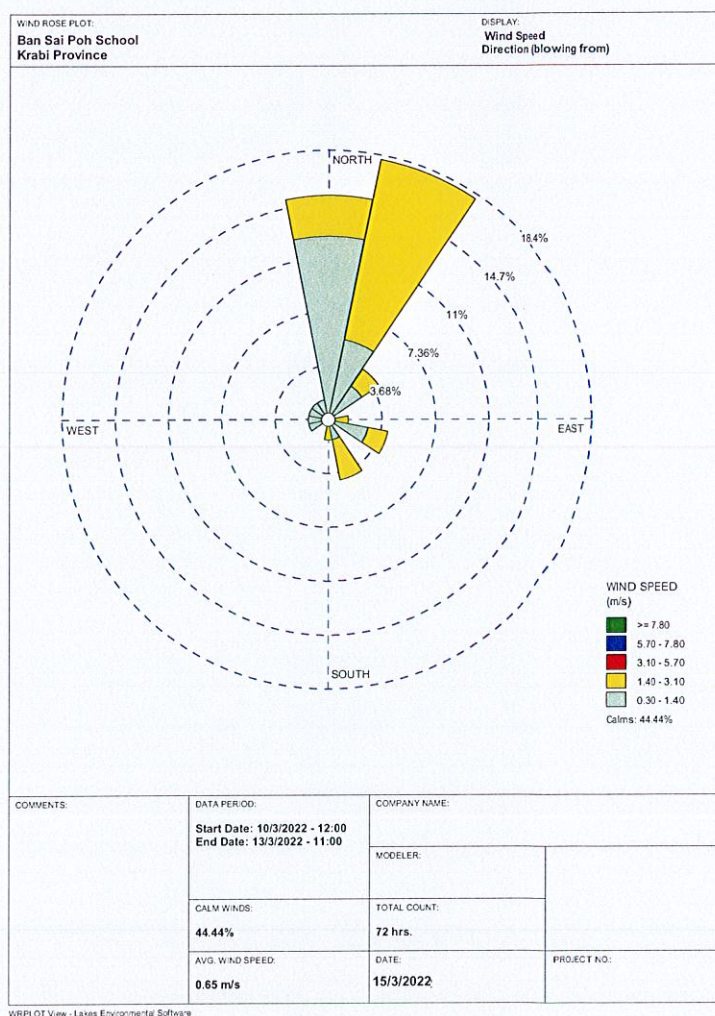 WIND ROSE PLOT:
Ban Sai Poh School
Krabi Province
DISPLAY:
Wind Speed
Direction (blowing from)
NORTH
18.4%
14.7%
11%
7.36%
3.68%
WEST
EAST
SOUTH
WIND SPEED
(m/s)
>= 7.80
5.70 - 7.80
3.10 - 5.70
1.40 - 3.10
0.30 - 1.40
Calms: 44.44%
COMMENTS:
DATA PERIOD:
Start Date: 10/3/2022 - 12:00
End Date: 13/3/2022 - 11:00
COMPANY NAME:
MODELER:
CALM WINDS:
44.44%
TOTAL COUNT:
72 hrs.
AVG. WIND SPEED:
0.65 m/s
DATE:
15/3/2022
PROJECT NO.:
WRPLOT View - Lakes Environmental Software